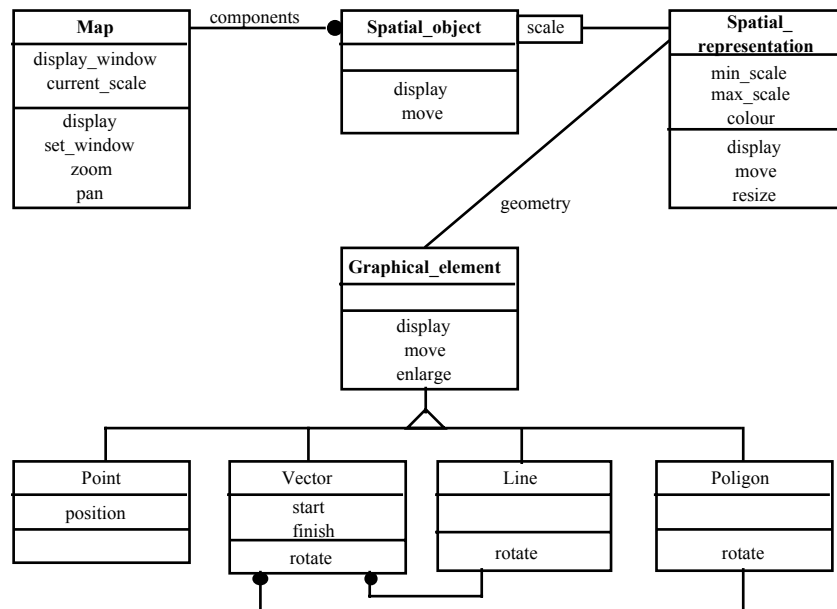 Map
display_window
current_scale
display
set_window
zoom
pan
components
Spatial_object
display
move
scale
Spatial_
representation
min_scale
max_scale
colour
display
move
resize
geometry
Graphical_element
display
move
enlarge
Point
position
Vector
start
finish
rotate
Line
rotate
Poligon
rotate